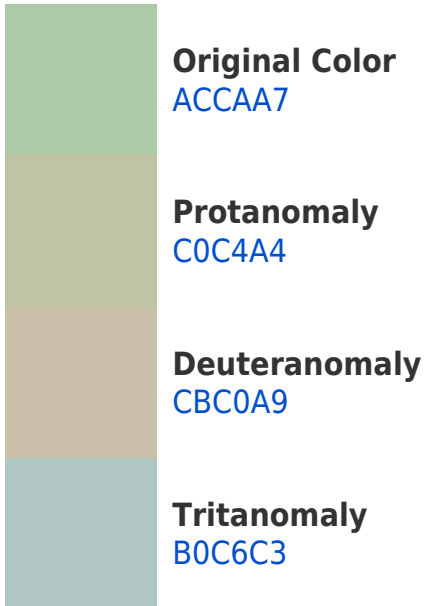 Original Color
ACCAA7
Protanomaly
C0C4A4
Deuteranomaly
CBC0A9
Tritanomaly
B0C6C3